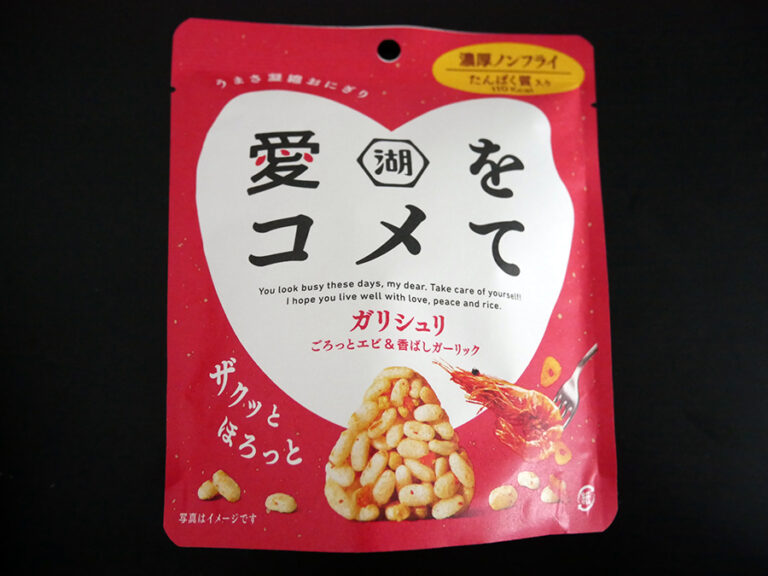 濃厚ノンフライ
たんぱく質入り
110kcal
うまさ凝縮おにぎり
愛 湖 を
コメて
You look busy these days, my dear. Take care of yourself!
I hope you live well with love, peace and rice.
ガリシュリ
ごろっとエビ&香ばしガーリック
ザクッと
ほろっと
写真はイメージです